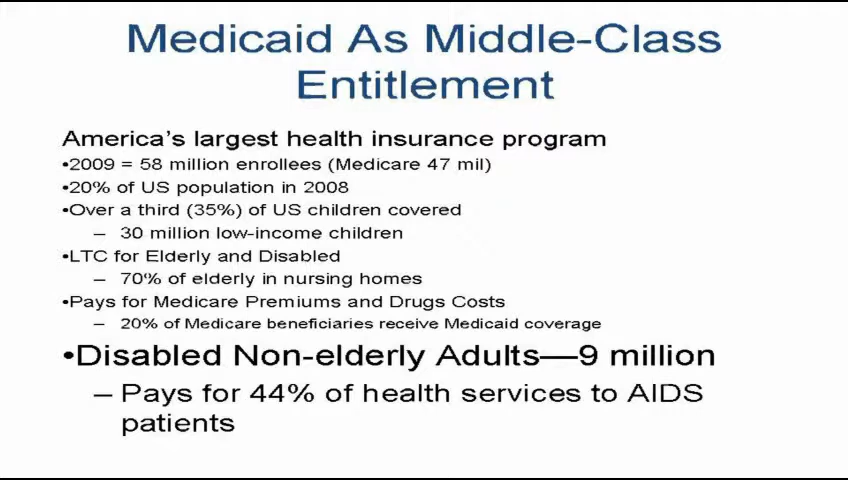 Medicaid As Middle-Class
Entitlement
America's largest health insurance program
•2009 = 58 million enrollees (Medicare 47 mil)
•20% of US population in 2008
•Over a third (35%) of US children covered
– 30 million low-income children
•LTC for Elderly and Disabled
– 70% of elderly in nursing homes
•Pays for Medicare Premiums and Drugs Costs
– 20% of Medicare beneficiaries receive Medicaid coverage
•Disabled Non-elderly Adults—9 million
– Pays for 44% of health services to AIDS
patients